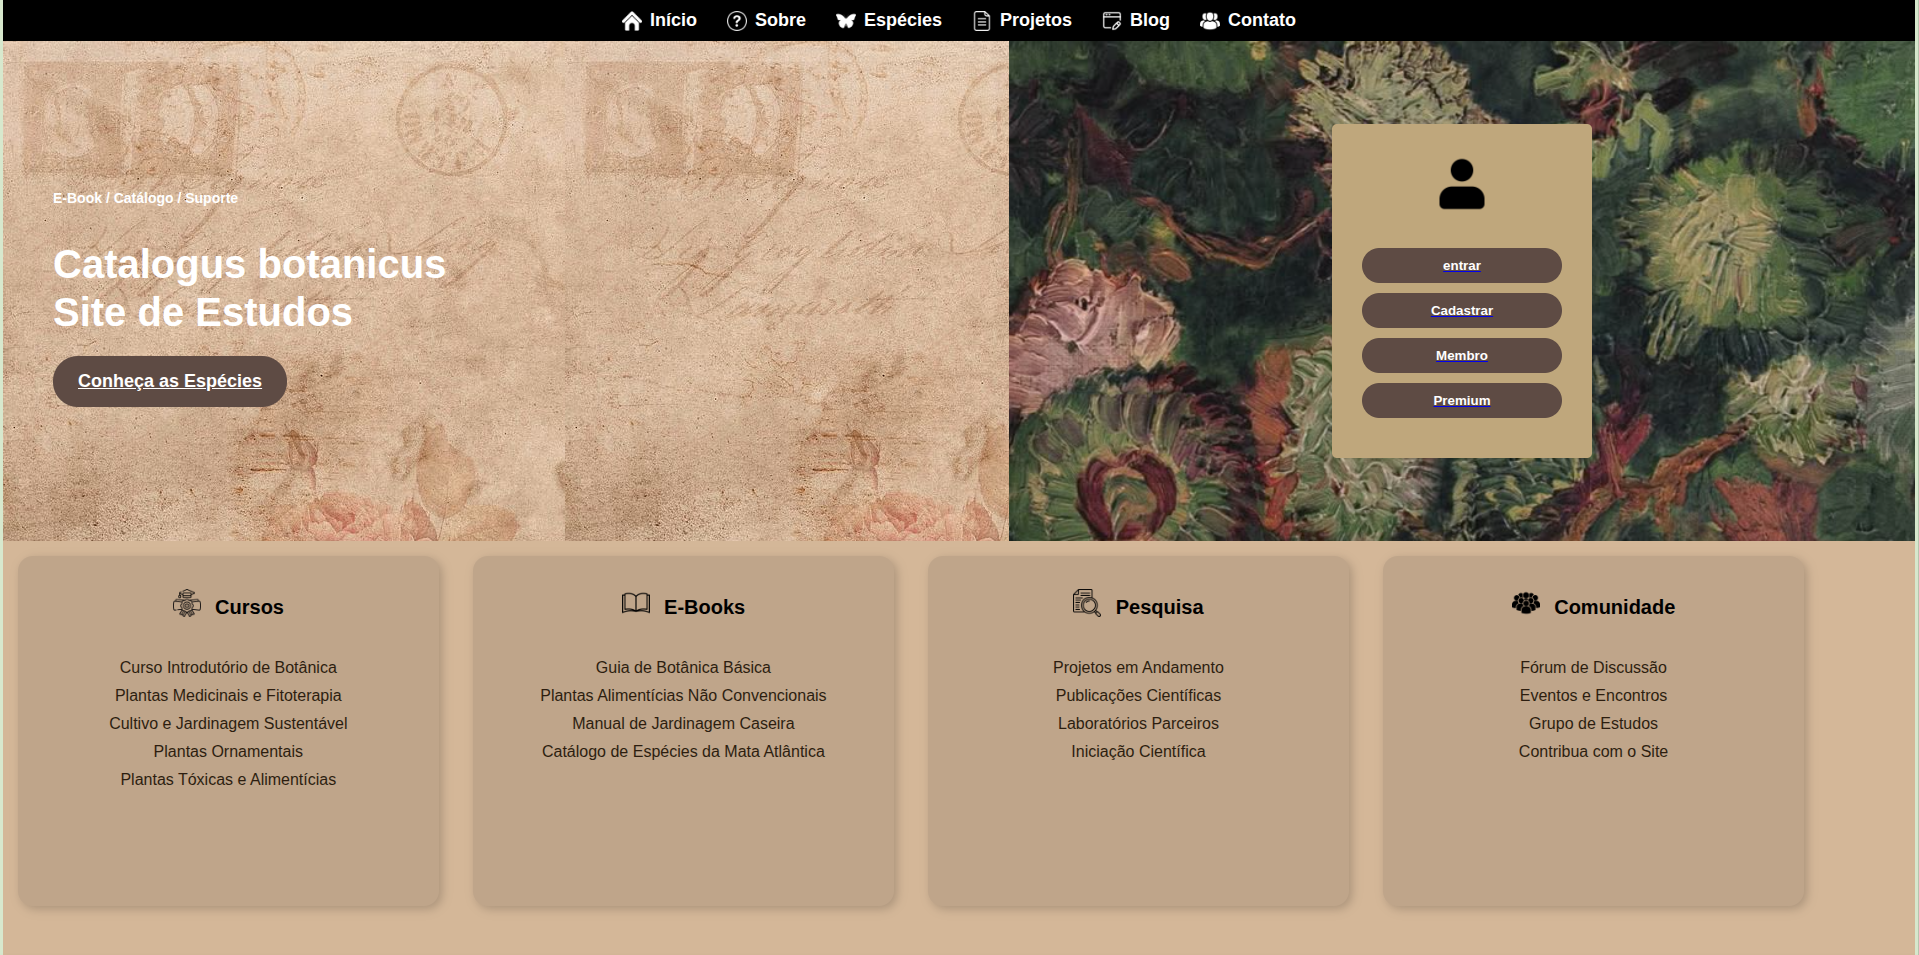 Início Sobre Espécies Projetos Blog Contato
E-Book / Catálogo / Suporte
Catalogus botanicus
Site de Estudos
Conheça as Espécies
entrar
Cadastrar
Membro
Premium
Cursos
Curso Introdutório de Botânica
Plantas Medicinais e Fitoterapia
Cultivo e Jardinagem Sustentável
Plantas Ornamentais
Plantas Tóxicas e Alimentícias
E-Books
Guia de Botânica Básica
Plantas Alimentícias Não Convencionais
Manual de Jardinagem Caseira
Catálogo de Espécies da Mata Atlântica
Pesquisa
Projetos em Andamento
Publicações Científicas
Laboratórios Parceiros
Iniciação Científica
Comunidade
Fórum de Discussão
Eventos e Encontros
Grupo de Estudos
Contribua com o Site